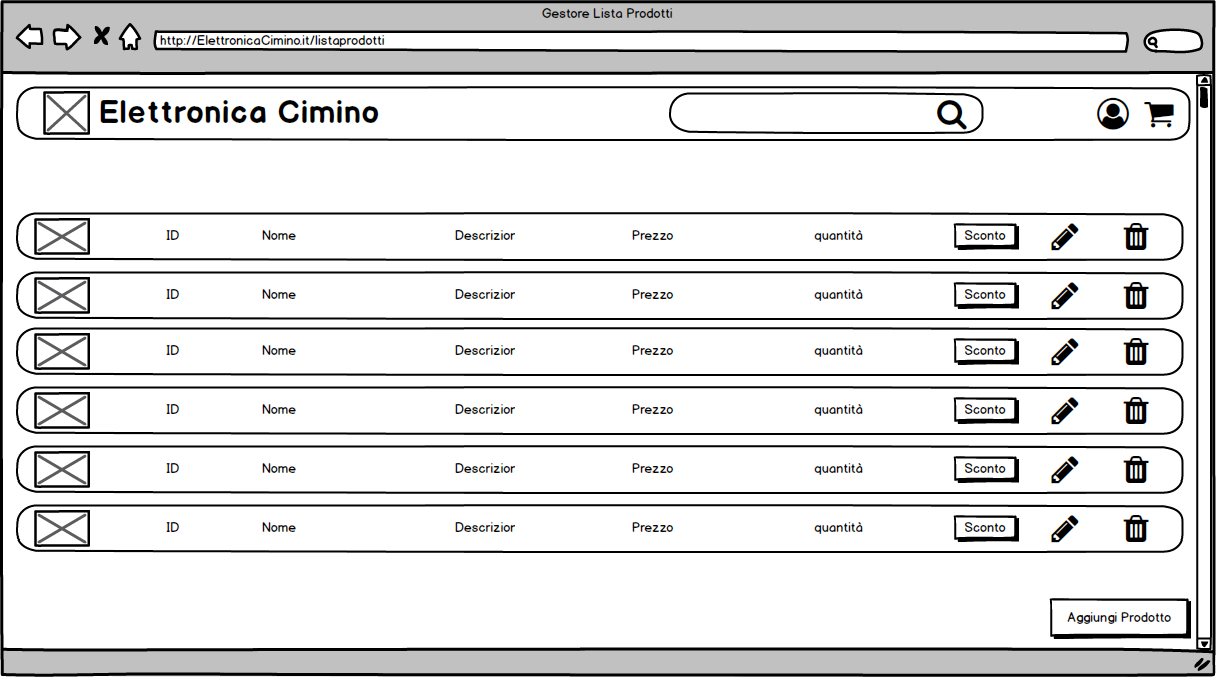 Gestore Lista Prodotti
http://ElettronicaCimino.it/listaprodotti
Elettronica Cimino
ID Nome Descrizior Prezzo quantità Sconto
ID Nome Descrizior Prezzo quantità Sconto
ID Nome Descrizior Prezzo quantità Sconto
ID Nome Descrizior Prezzo quantità Sconto
ID Nome Descrizior Prezzo quantità Sconto
ID Nome Descrizior Prezzo quantità Sconto
Aggiungi Prodotto